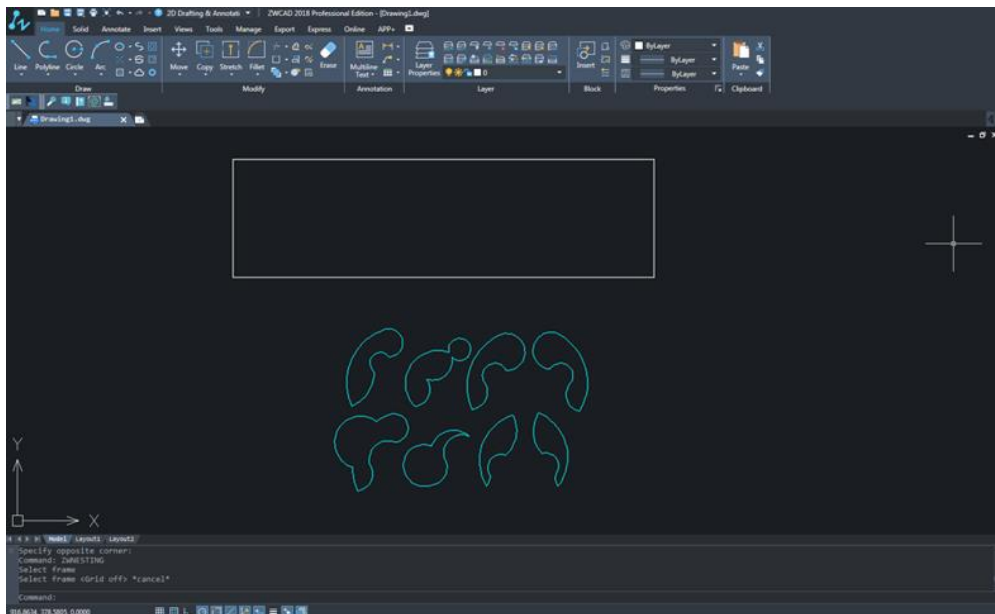 2D Drafting & Annotati
ZWCAD 2018 Professional Edition - [Drawing1.dwg]
Home Solid Annotate Insert Views Tools Manage Export Express Online APP+
Line Polyline Circle Arc Move Copy Stretch Fillet Erase Multiline Text Layer Properties 0 Insert ByLayer Paste
ByLayer
ByLayer
Draw Modify Annotation Layer Block Properties Clipboard
Drawing1.dwg X
Y
X
Model Layout1 Layout2
Specify opposite corner:
Command: ZWNESTING
Select frame
Select frame <Grid off> *cancel*
Command: